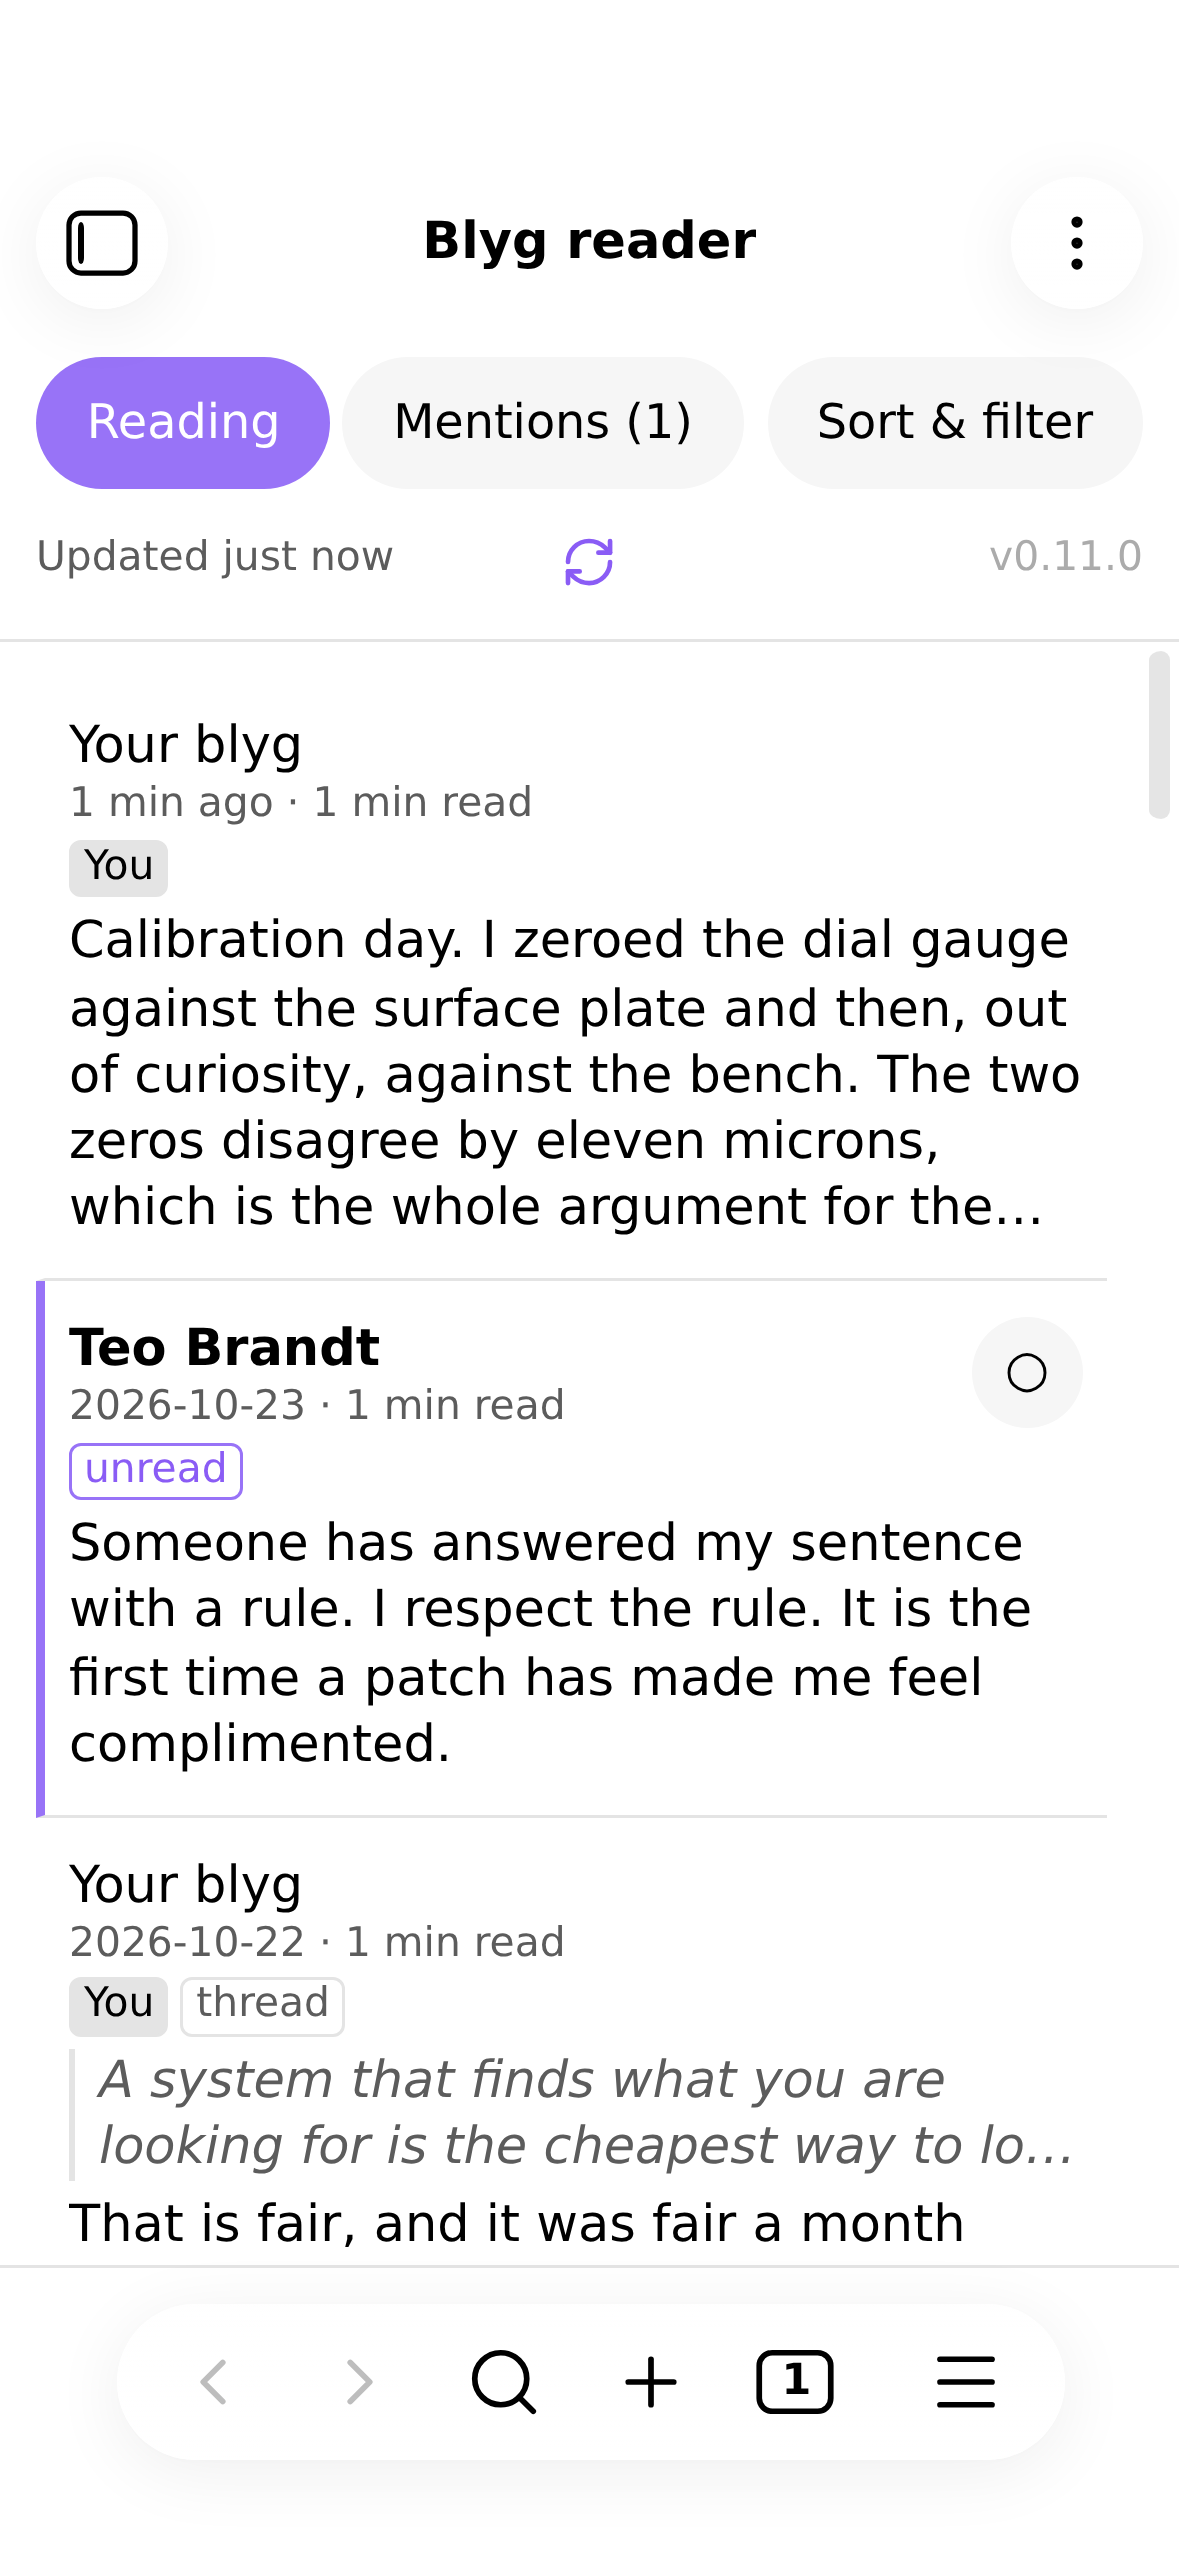 Blyg reader
Reading
Mentions (1)
Sort & filter
Updated just now
v0.11.0
Your blyg
1 min ago · 1 min read
You
Calibration day. I zeroed the dial gauge
against the surface plate and then, out
of curiosity, against the bench. The two
zeros disagree by eleven microns,
which is the whole argument for the...
Teo Brandt
2026-10-23 · 1 min read
unread
Someone has answered my sentence
with a rule. I respect the rule. It is the
first time a patch has made me feel
complimented.
Your blyg
2026-10-22 · 1 min read
You thread
A system that finds what you are
looking for is the cheapest way to lo...
That is fair, and it was fair a month
1